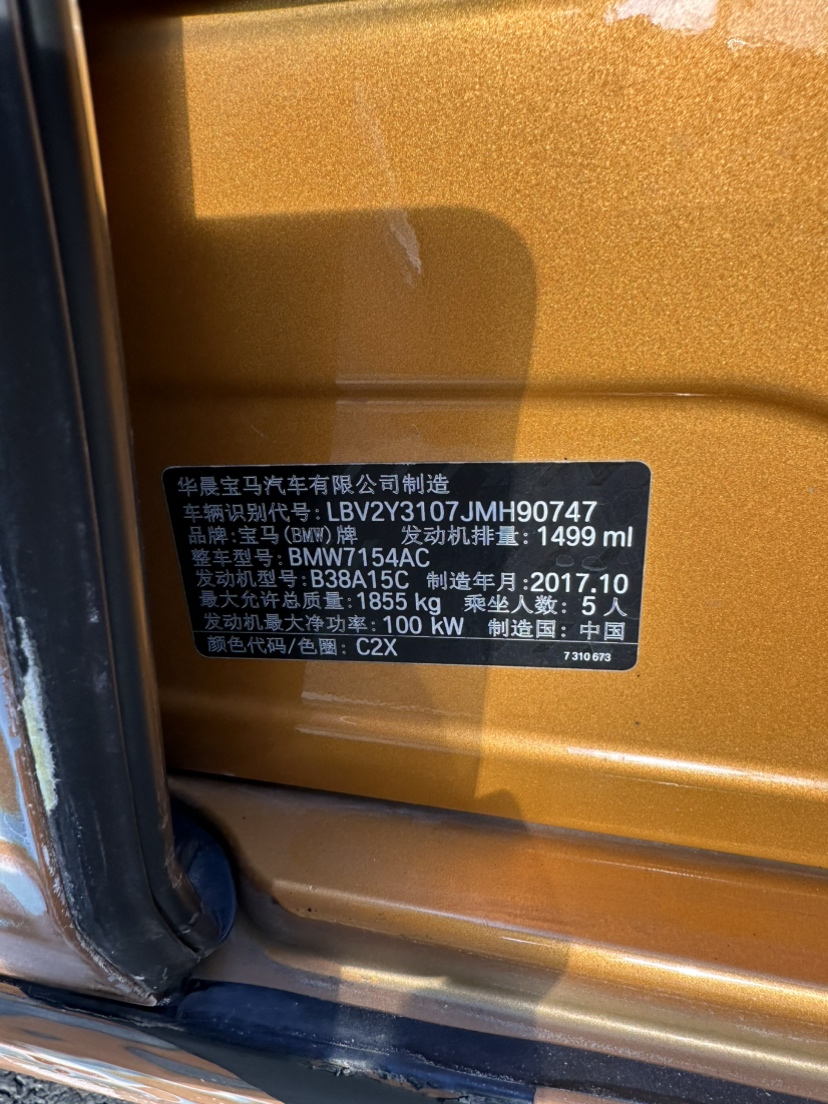 华晨宝马汽车有限公司制造
车辆识别代号: LBV2Y3107JMH90747
品牌:宝马(BMW)牌 发动机排量:1499 ml
整车型号:BMW7154AC
发动机型号:B38A15C 制造年月:2017.10
最大允许总质量:1855 kg 乘坐人数: 5 人
发动机最大净功率:100 kW 制造国: 中国
颜色代码/色圈: C2X 7 310 673